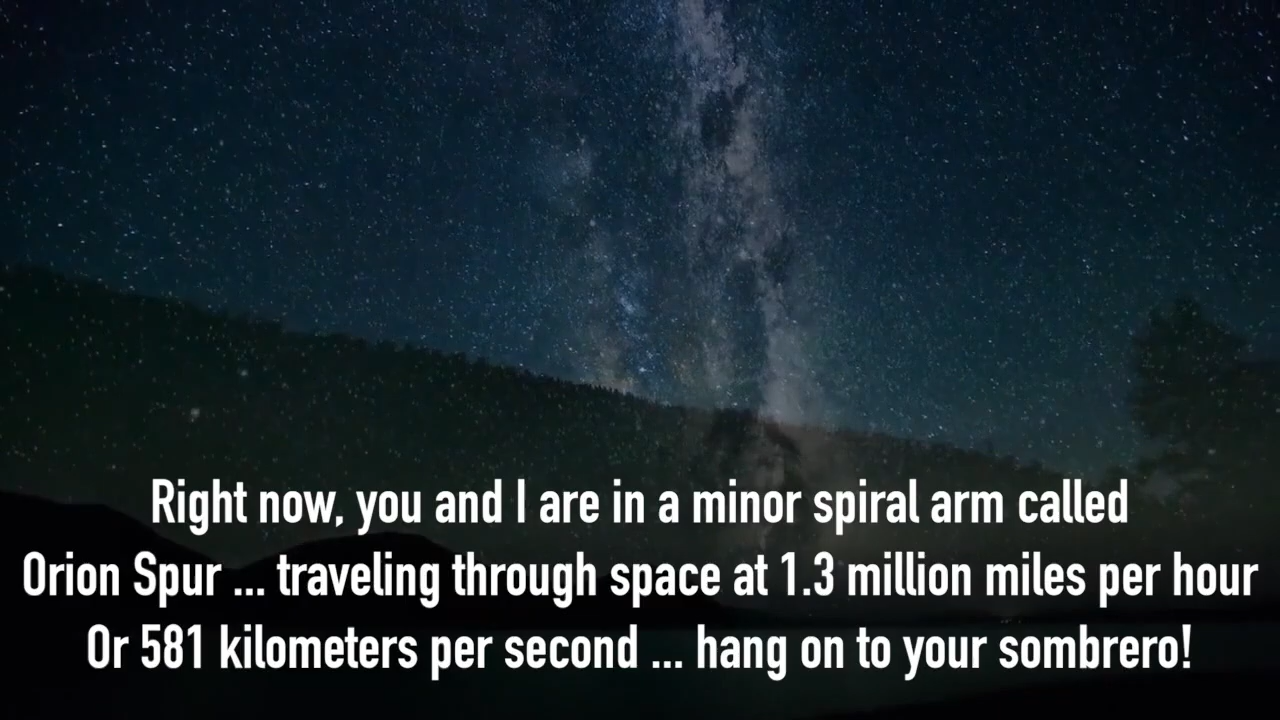 Right now, you and I are in a minor spiral arm called
Orion Spur ... traveling through space at 1.3 million miles per hour
Or 581 kilometers per second ... hang on to your sombrero!